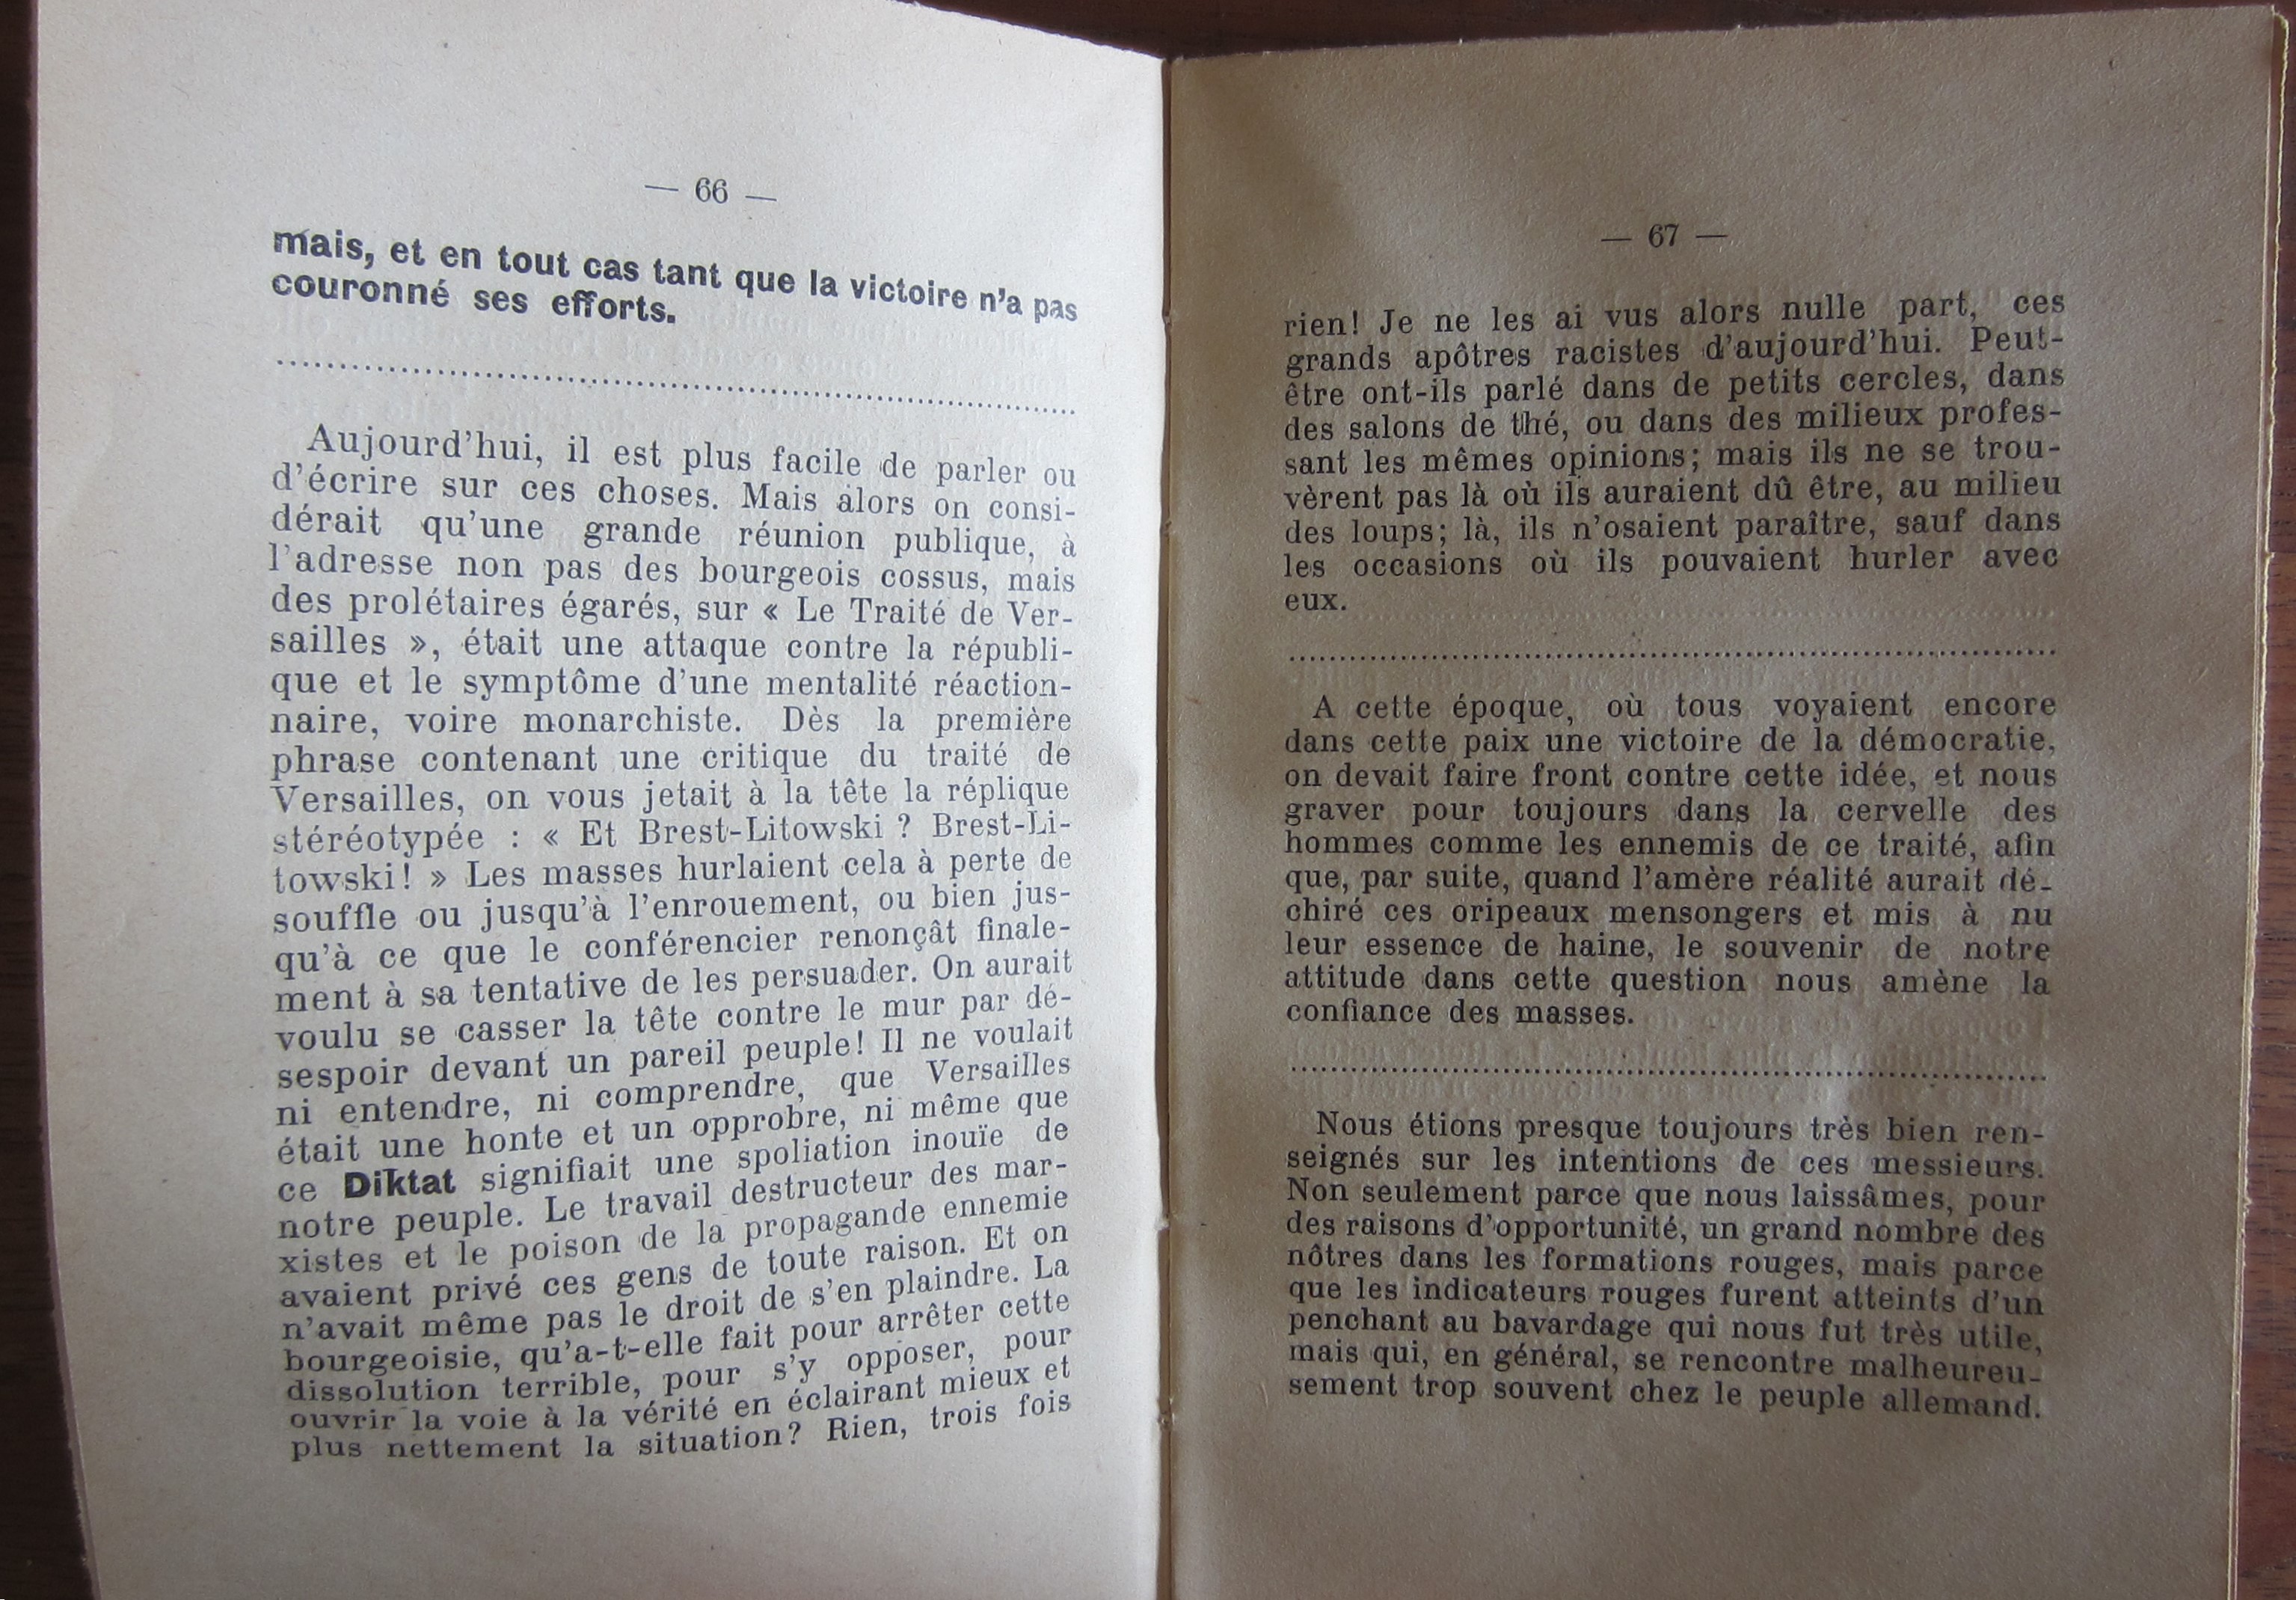 — 66 —
mais, et en tout cas tant que la victoire n'a pas
couronné ses efforts.
Aujourd'hui, il est plus facile de parler ou
d'écrire sur ces choses. Mais alors on consi-
dérait qu'une grande réunion publique, à
l'adresse non pas des bourgeois cossus, mais
des prolétaires égarés, sur « Le Traité de Ver-
sailles », était une attaque contre la républi-
que et le symptôme d'une mentalité réaction-
naire, voire monarchiste. Dès la première
phrase contenant une critique du traité de
Versailles, on vous jetait à la tête la réplique
stéréotypée : « Et Brest-Litowski ? Brest-Li-
towski! » Les masses hurlaient cela à perte de
souffle ou jusqu'à l'enrouement, ou bien jus-
qu'à ce que le conférencier renonçât finale-
ment à sa tentative de les persuader. On aurait
voulu se casser la tête contre le mur par dé-
sespoir devant un pareil peuple! Il ne voulait
ni entendre, ni comprendre, que Versailles
était une honte et un opprobre, ni même que
ce Diktat signifiait une spoliation inouïe de
notre peuple. Le travail destructeur des mar-
xistes et le poison de la propagande ennemie
avaient privé ces gens de toute raison. Et on
n'avait même pas le droit de s'en plaindre. La
bourgeoisie, qu'a-t-elle fait pour arrêter cette
dissolution terrible, pour s'y opposer, pour
ouvrir la voie à la vérité en éclairant mieux et
plus nettement la situation? Rien, trois fois
— 67 —
rien! Je ne les ai vus alors nulle part, ces
grands apôtres racistes d'aujourd'hui. Peut-
être ont-ils parlé dans de petits cercles, dans
des salons de thé, ou dans des milieux profes-
sant les mêmes opinions; mais ils ne se trou-
vèrent pas là où ils auraient dû être, au milieu
des loups; là, ils n'osaient paraître, sauf dans
les occasions où ils pouvaient hurler avec
eux.
A cette époque, où tous voyaient encore
dans cette paix une victoire de la démocratie,
on devait faire front contre cette idée, et nous
graver pour toujours dans la cervelle des
hommes comme les ennemis de ce traité, afin
que, par suite, quand l'amère réalité aurait dé-
chiré ces oripeaux mensongers et mis à nu
leur essence de haine, le souvenir de notre
attitude dans cette question nous amène la
confiance des masses.
Nous étions presque toujours très bien ren-
seignés sur les intentions de ces messieurs.
Non seulement parce que nous laissâmes, pour
des raisons d'opportunité, un grand nombre des
nôtres dans les formations rouges, mais parce
que les indicateurs rouges furent atteints d'un
penchant au bavardage qui nous fut très utile,
mais qui, en général, se rencontre malheureu-
sement trop souvent chez le peuple allemand.